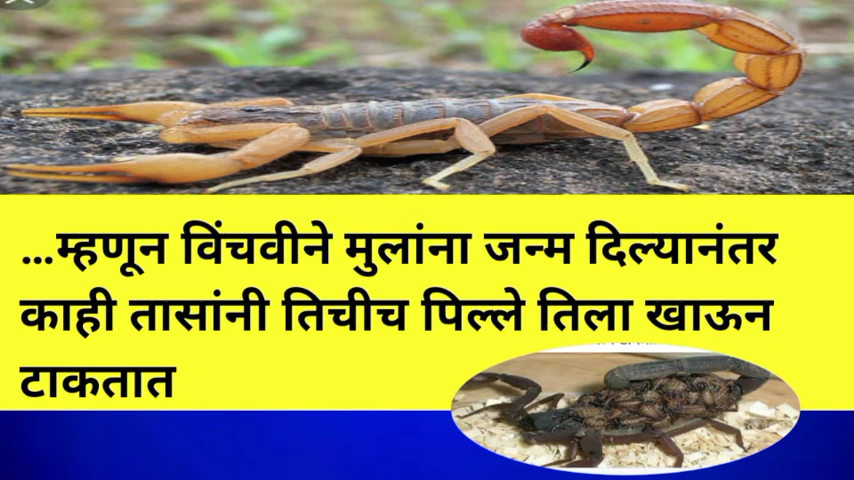 ...म्हणून विंचवीने मुलांना जन्म दिल्यानंतर
काही तासांनी तिचीच पिल्ले तिला खाऊन
टाकतात